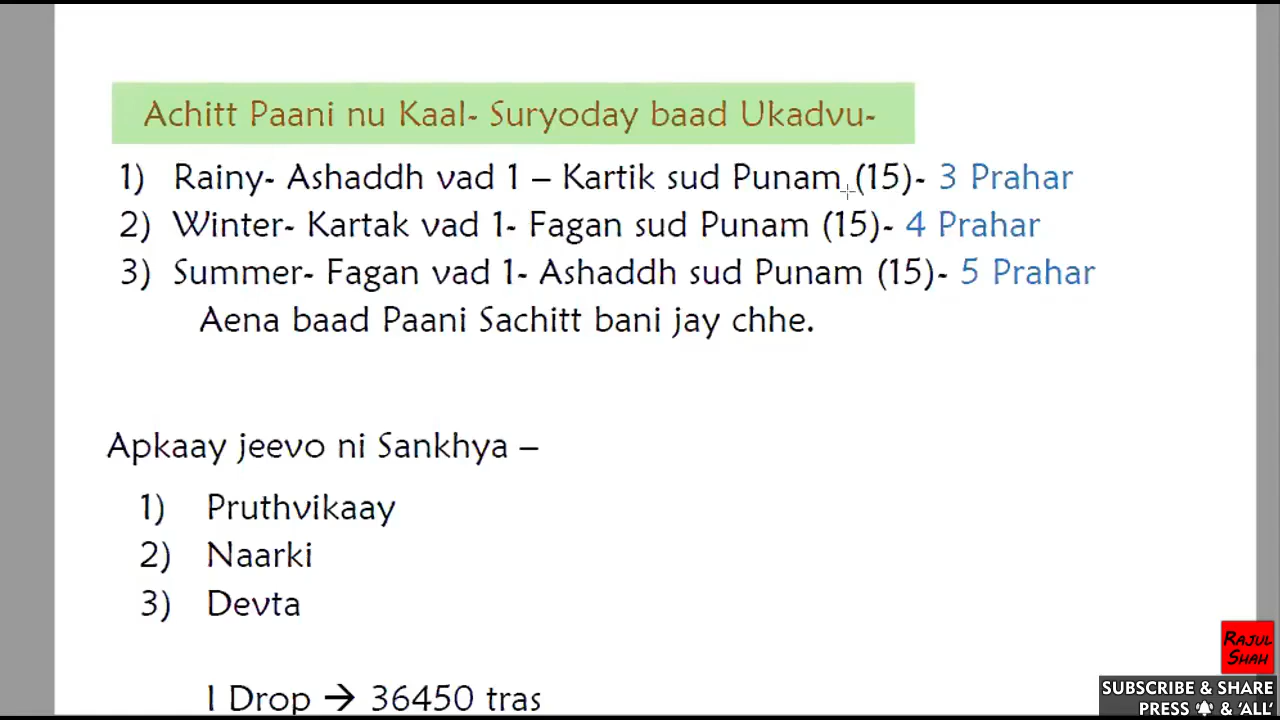 Achitt Paani nu Kaal- Suryoday baad Ukadvu-
1) Rainy- Ashaddh vad 1 – Kartik sud Punam (15)- 3 Prahar
2) Winter- Kartak vad 1- Fagan sud Punam (15)- 4 Prahar
3) Summer- Fagan vad 1- Ashaddh sud Punam (15)- 5 Prahar
Aena baad Paani Sachitt bani jay chhe.
Apkaay jeevo ni Sankhya –
1) Pruthvikaay
2) Naarki
3) Devta
1 Drop → 36450 tras
RAJUL
SHAH
SUBSCRIBE & SHARE
PRESS 🔔 & 'ALL'